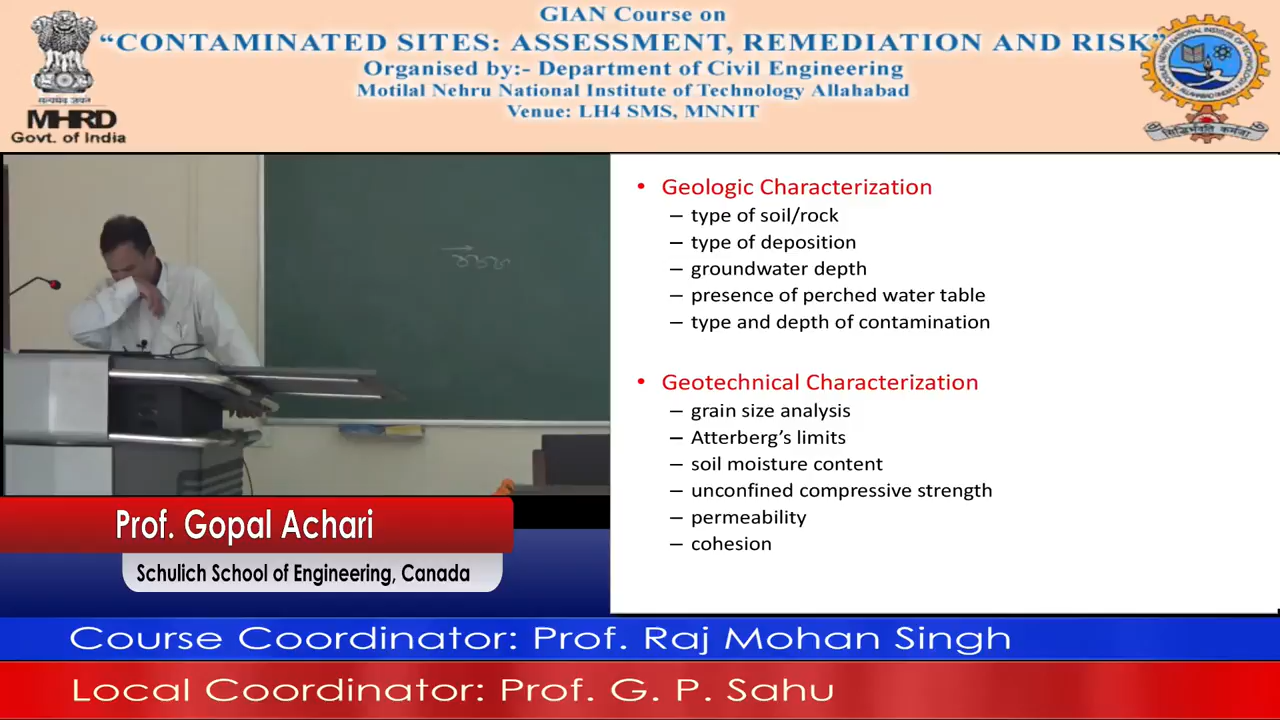 GIAN Course on
“CONTAMINATED SITES: ASSESSMENT, REMEDIATION AND RISK”
Organised by:- Department of Civil Engineering
Motilal Nehru National Institute of Technology Allahabad
Venue: LH4 SMS, MNNIT
सत्यमेव जयते
MHRD
Govt. of India
• Geologic Characterization
– type of soil/rock
– type of deposition
– groundwater depth
– presence of perched water table
– type and depth of contamination
• Geotechnical Characterization
– grain size analysis
– Atterberg’s limits
– soil moisture content
– unconfined compressive strength
– permeability
– cohesion
Prof. Gopal Achari
Schulich School of Engineering, Canada
Course Coordinator: Prof. Raj Mohan Singh
Local Coordinator: Prof. G. P. Sahu